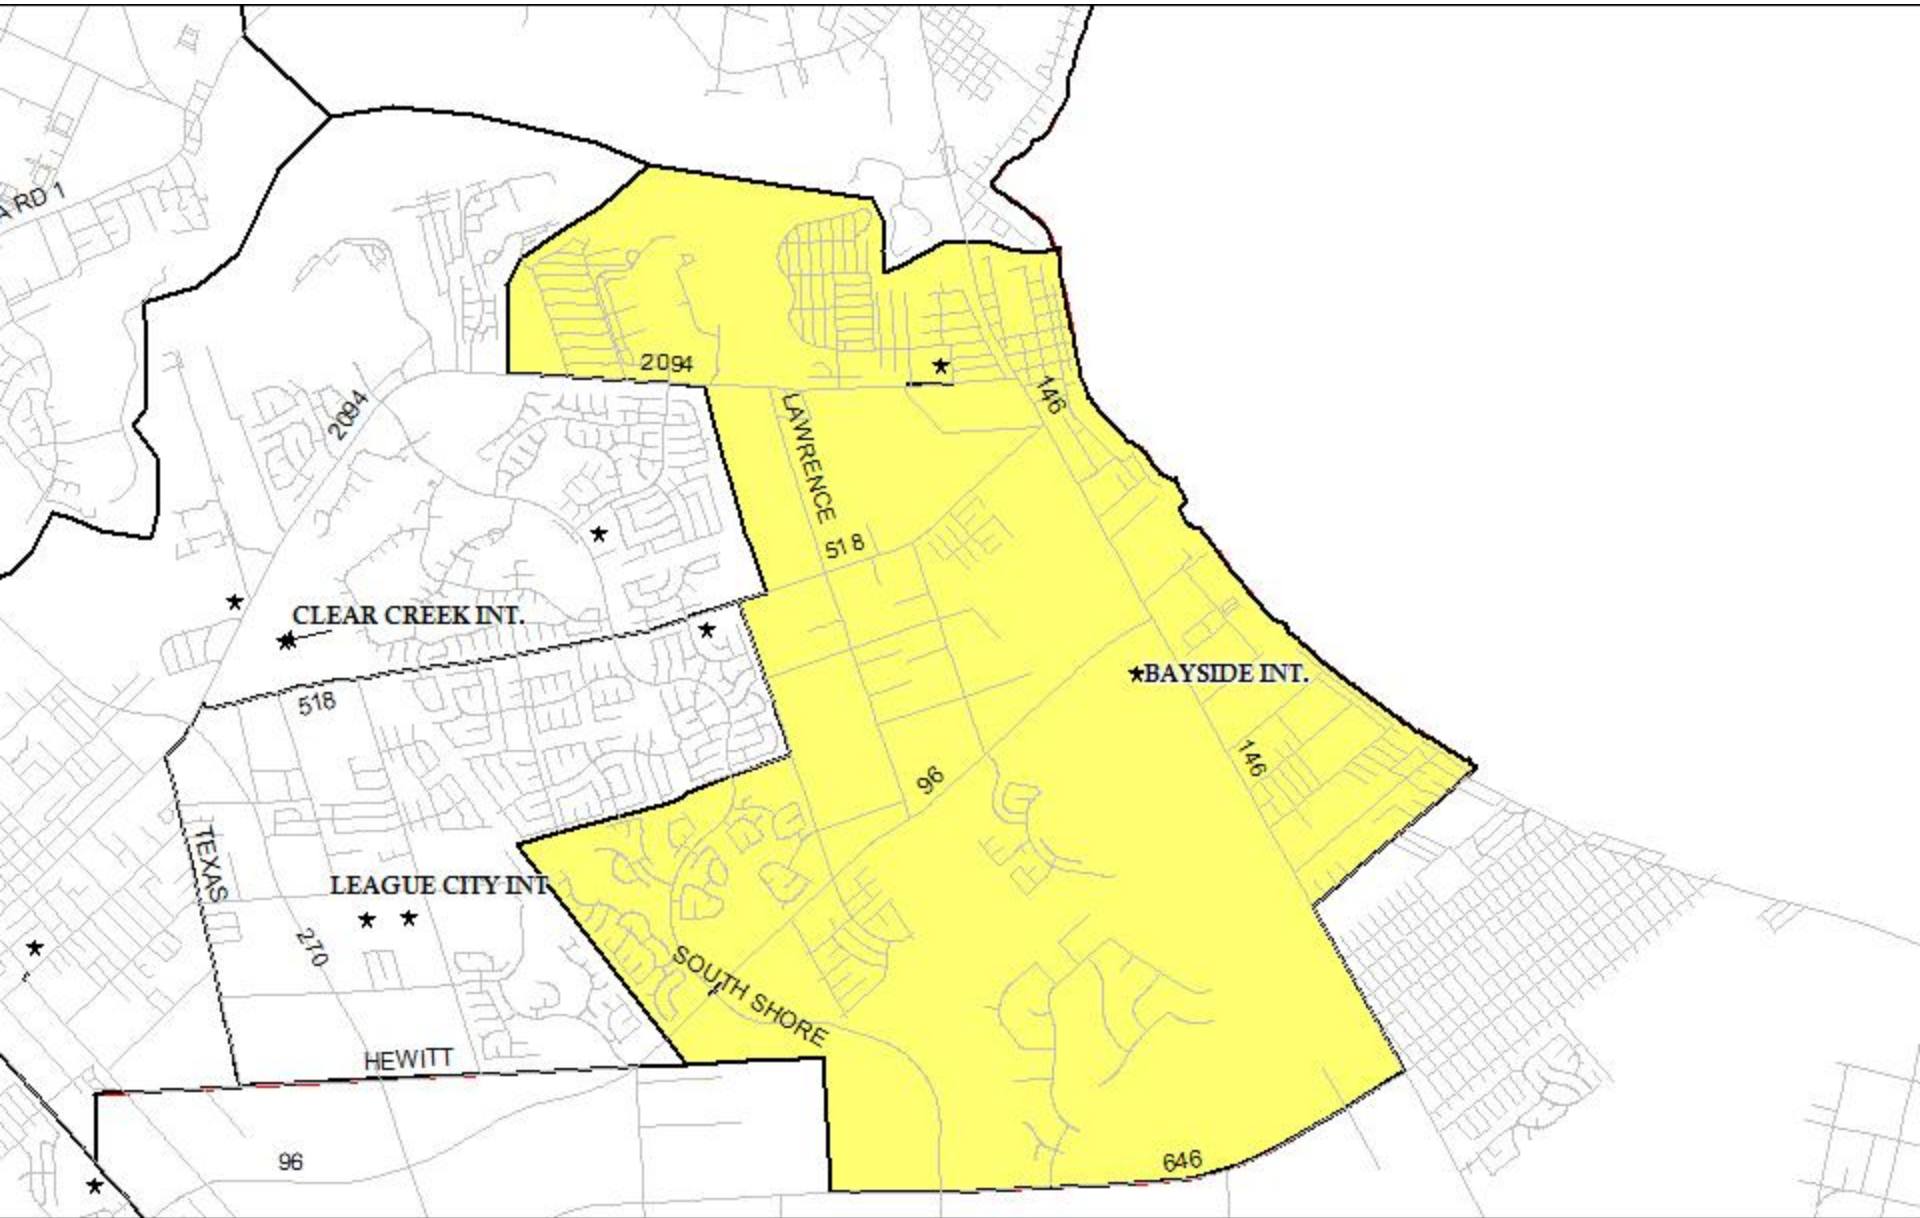 A RD 1
2094
2094
146
LAWRENCE
518
CLEAR CREEK INT.
BAYSIDE INT.
518
146
96
TEXAS
LEAGUE CITY INT
270
SOUTH SHORE
HEWITT
96
646